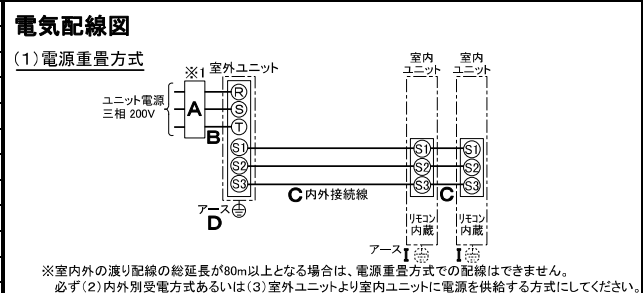 電気配線図
(1)電源重畳方式
※1
室外ユニット
室内
ユニット
室内
ユニット
ユニット電源
三相 200V
A
B
R
S
T
S1
S2
S3
S1
S2
S3
S1
S2
S3
C 内外接続線
C
アース
D
リモコン
内蔵
リモコン
内蔵
アース I
I
※室内外の渡り配線の総延長が80m以上となる場合は、電源重畳方式での配線はできません。
必ず(2)内外別受電方式あるいは(3)室外ユニットより室内ユニットに電源を供給する方式にしてください。